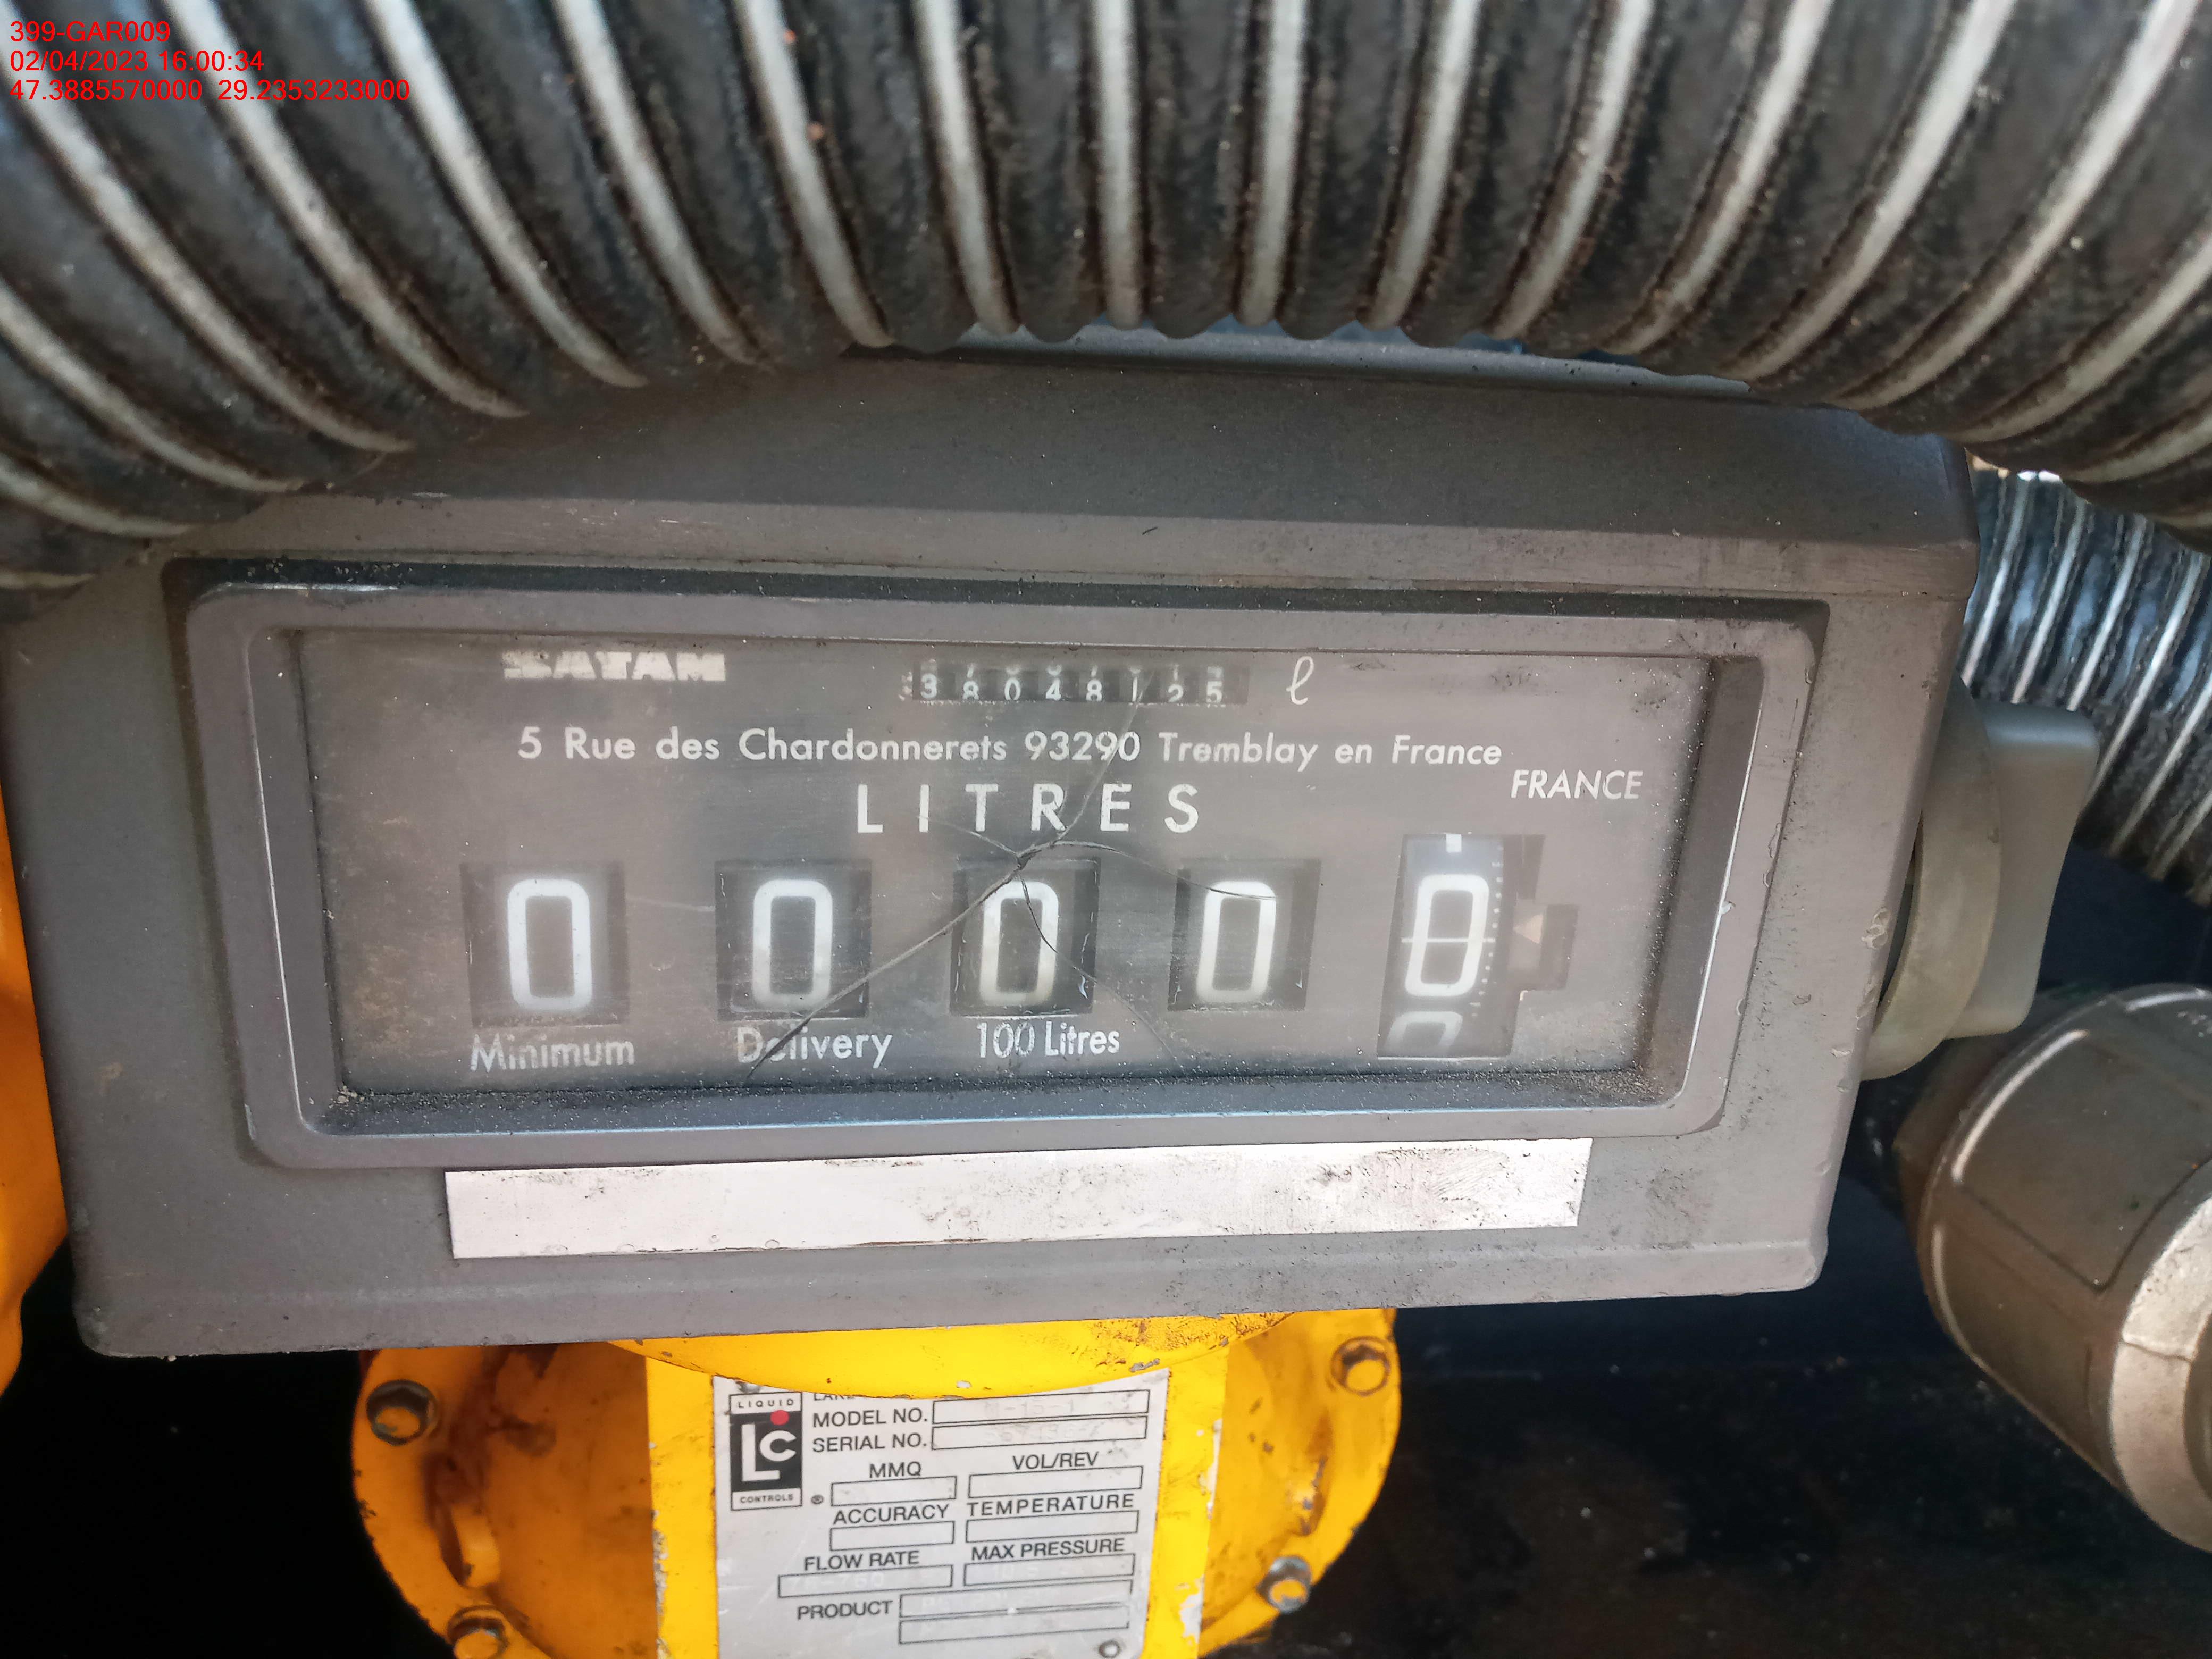 399-GAR009
02/04/2023 16:00:34
47.3885570000 29.2353233000
SATAM
38048125 ℓ
5 Rue des Chardonnerets 93290 Tremblay en France
FRANCE
LITRES
0 0 0 0 0
Minimum Delivery 100 Litres
LIQUID
LC
CONTROLS
®
MODEL NO. M-15-1
SERIAL NO.
MMQ VOL/REV
ACCURACY TEMPERATURE
FLOW RATE MAX PRESSURE
PRODUCT